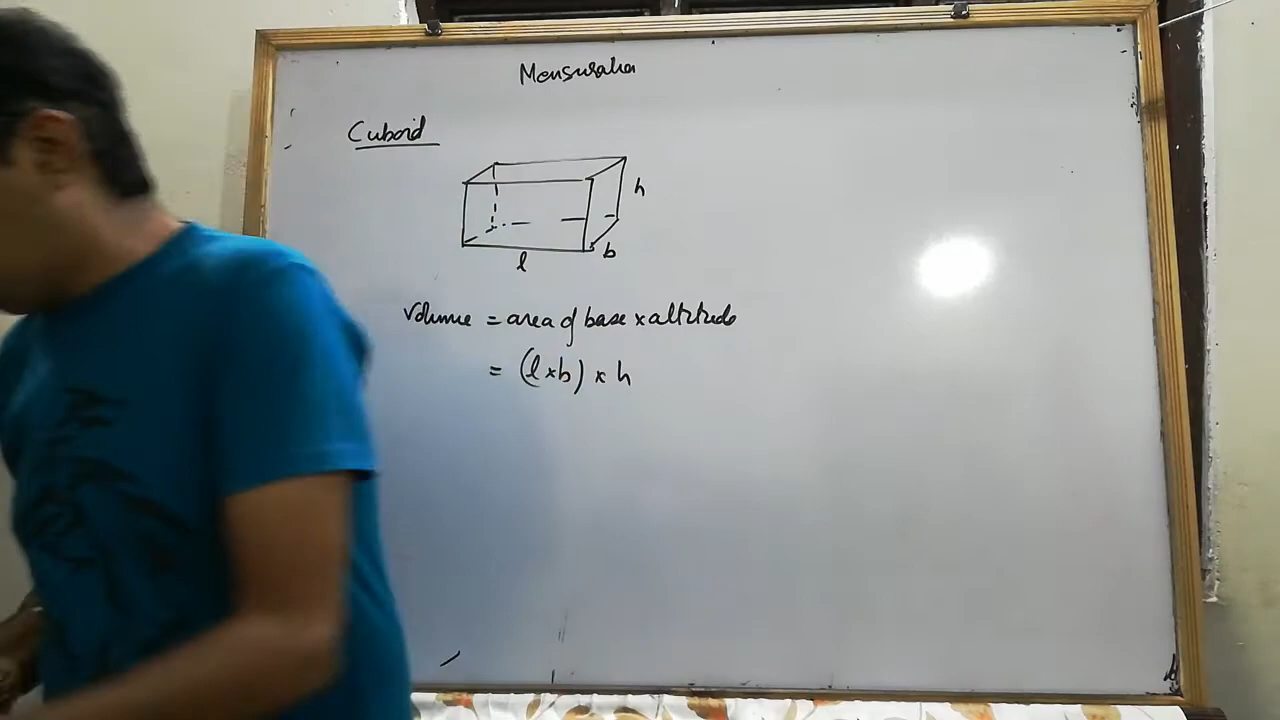 Mensuration
Cuboid
h
b
l
Volume = area of base x altitude
= (l x b) x h